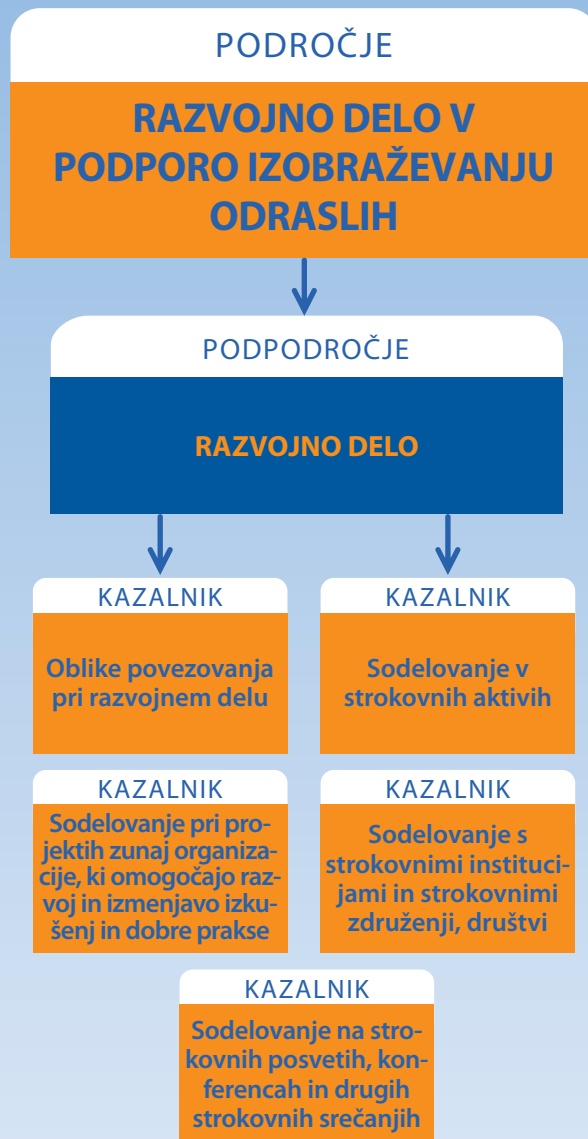 PODROČJE
RAZVOJNO DELO V
PODPORO IZOBRAŽEVANJU
ODRASLIH
PODPODROČJE
RAZVOJNO DELO
KAZALNIK
Oblike povezovanja
pri razvojnem delu
KAZALNIK
Sodelovanje v
strokovnih aktivih
KAZALNIK
Sodelovanje pri pro-
jektih zunaj organiza-
cije, ki omogočajo raz-
voj in izmenjavo izku-
šenj in dobre prakse
KAZALNIK
Sodelovanje s
strokovnimi instituci-
jami in strokovnimi
združenji, društvi
KAZALNIK
Sodelovanje na stro-
kovnih posvetih, kon-
ferencah in drugih
strokovnih srečanjih